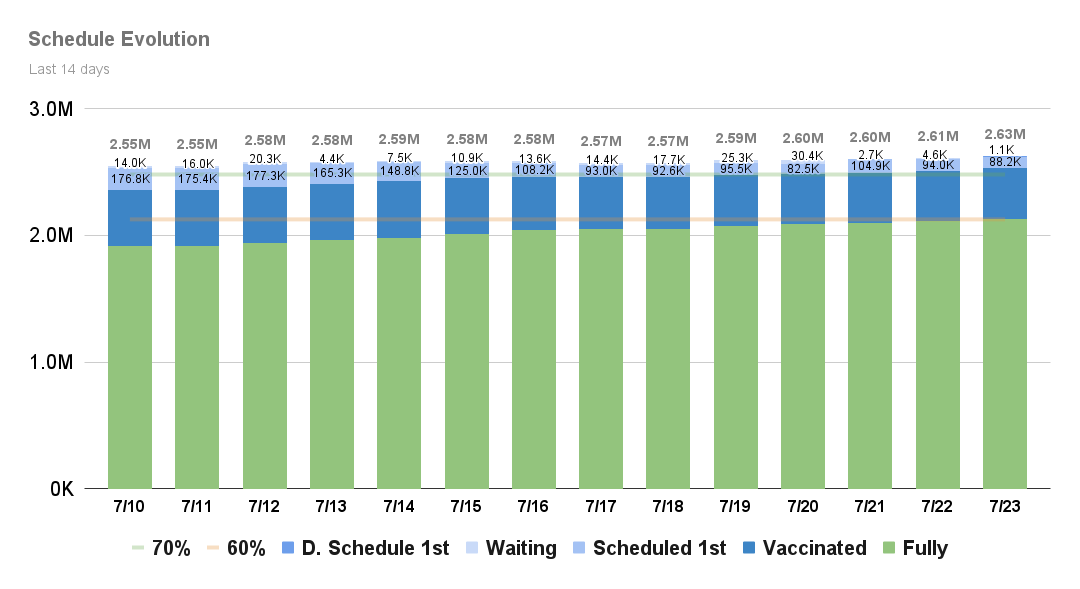 Schedule Evolution
Last 14 days
3.0M
2.0M
1.0M
0K
2.55M 2.55M 2.58M 2.58M 2.59M 2.58M 2.58M 2.57M 2.57M 2.59M 2.60M 2.60M 2.61M 2.63M
14.0K 16.0K 20.3K 4.4K 7.5K 10.9K 13.6K 14.4K 17.7K 25.3K 30.4K 2.7K 4.6K 1.1K
176.8K 175.4K 177.3K 165.3K 148.8K 125.0K 108.2K 93.0K 92.6K 95.5K 82.5K 104.9K 94.0K 88.2K
7/10 7/11 7/12 7/13 7/14 7/15 7/16 7/17 7/18 7/19 7/20 7/21 7/22 7/23
70% 60% D. Schedule 1st Waiting Scheduled 1st Vaccinated Fully